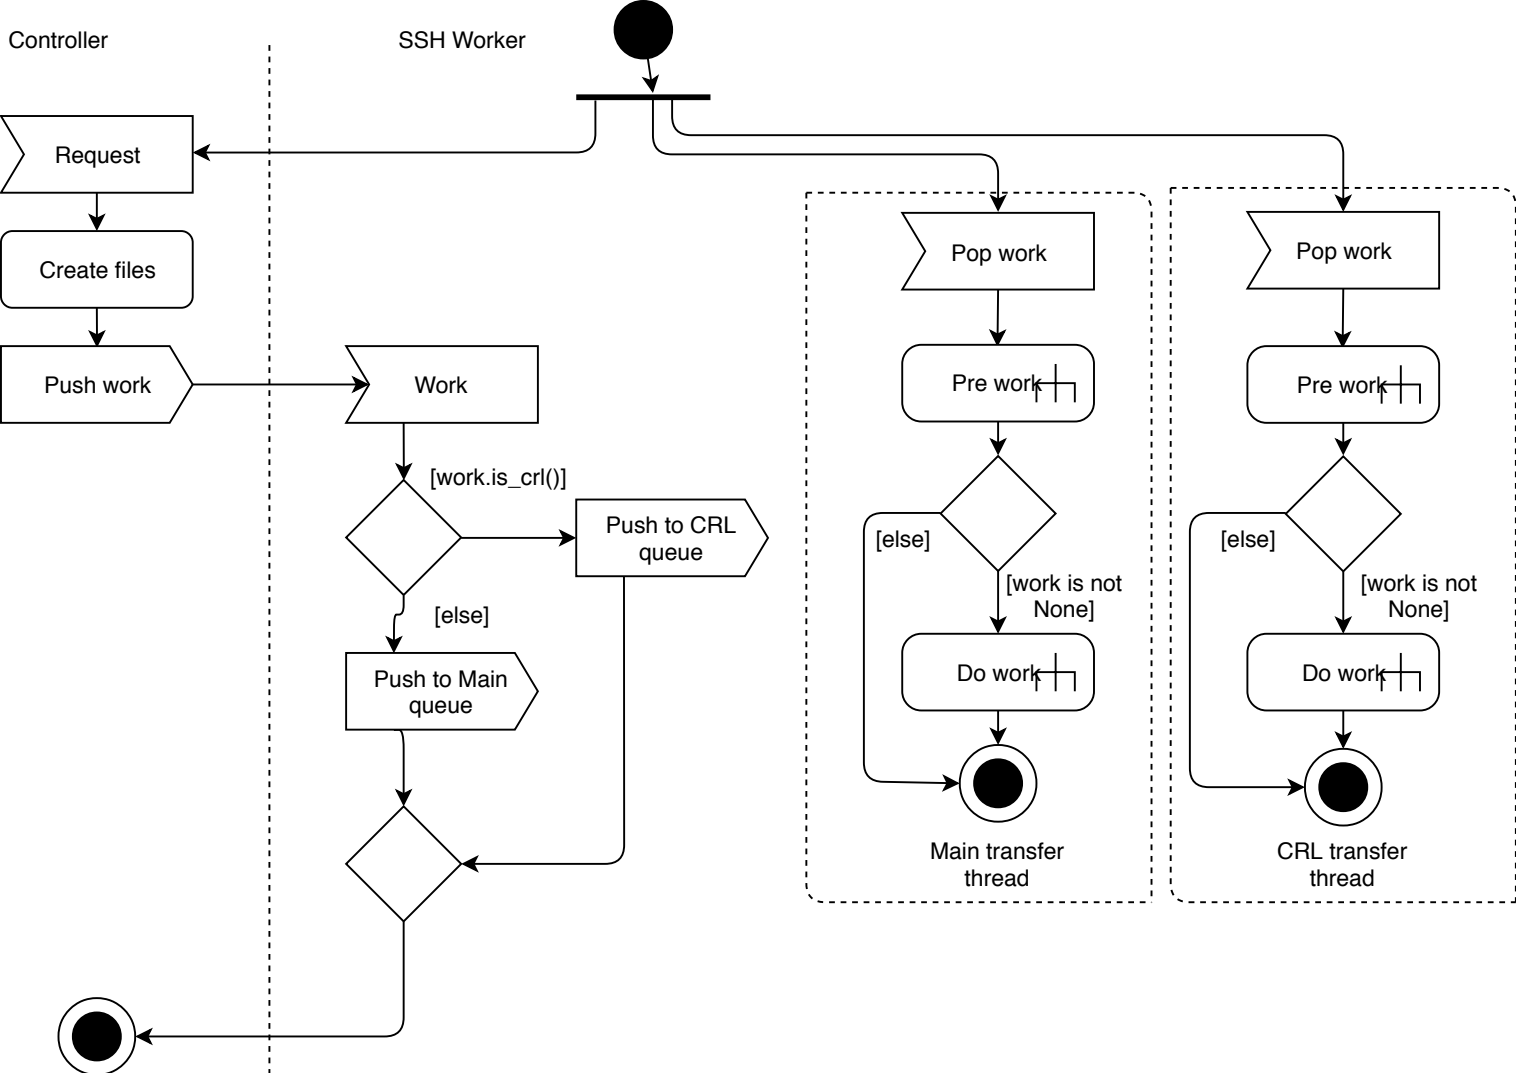 Controller
SSH Worker
Request
Create files
Push work
Work
[work.is_crl()]
Push to CRL
queue
[else]
Push to Main
queue
Pop work
Pre work
[else]
[work is not
None]
Do work
Main transfer
thread
Pop work
Pre work
[else]
[work is not
None]
Do work
CRL transfer
thread